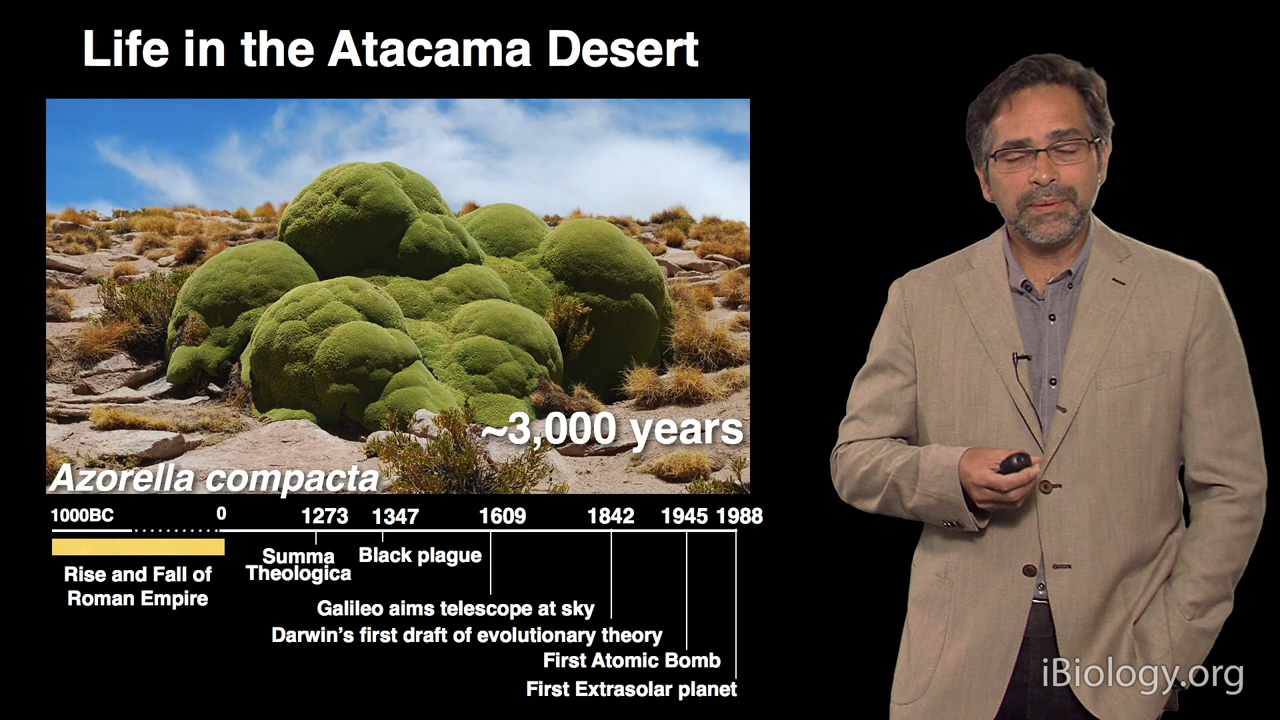 Life in the Atacama Desert
~3,000 years
Azorella compacta
1000BC 0 1273 1347 1609 1842 1945 1988
Rise and Fall of
Roman Empire
Summa
Theologica
Black plague
Galileo aims telescope at sky
Darwin's first draft of evolutionary theory
First Atomic Bomb
First Extrasolar planet
iBiology.org